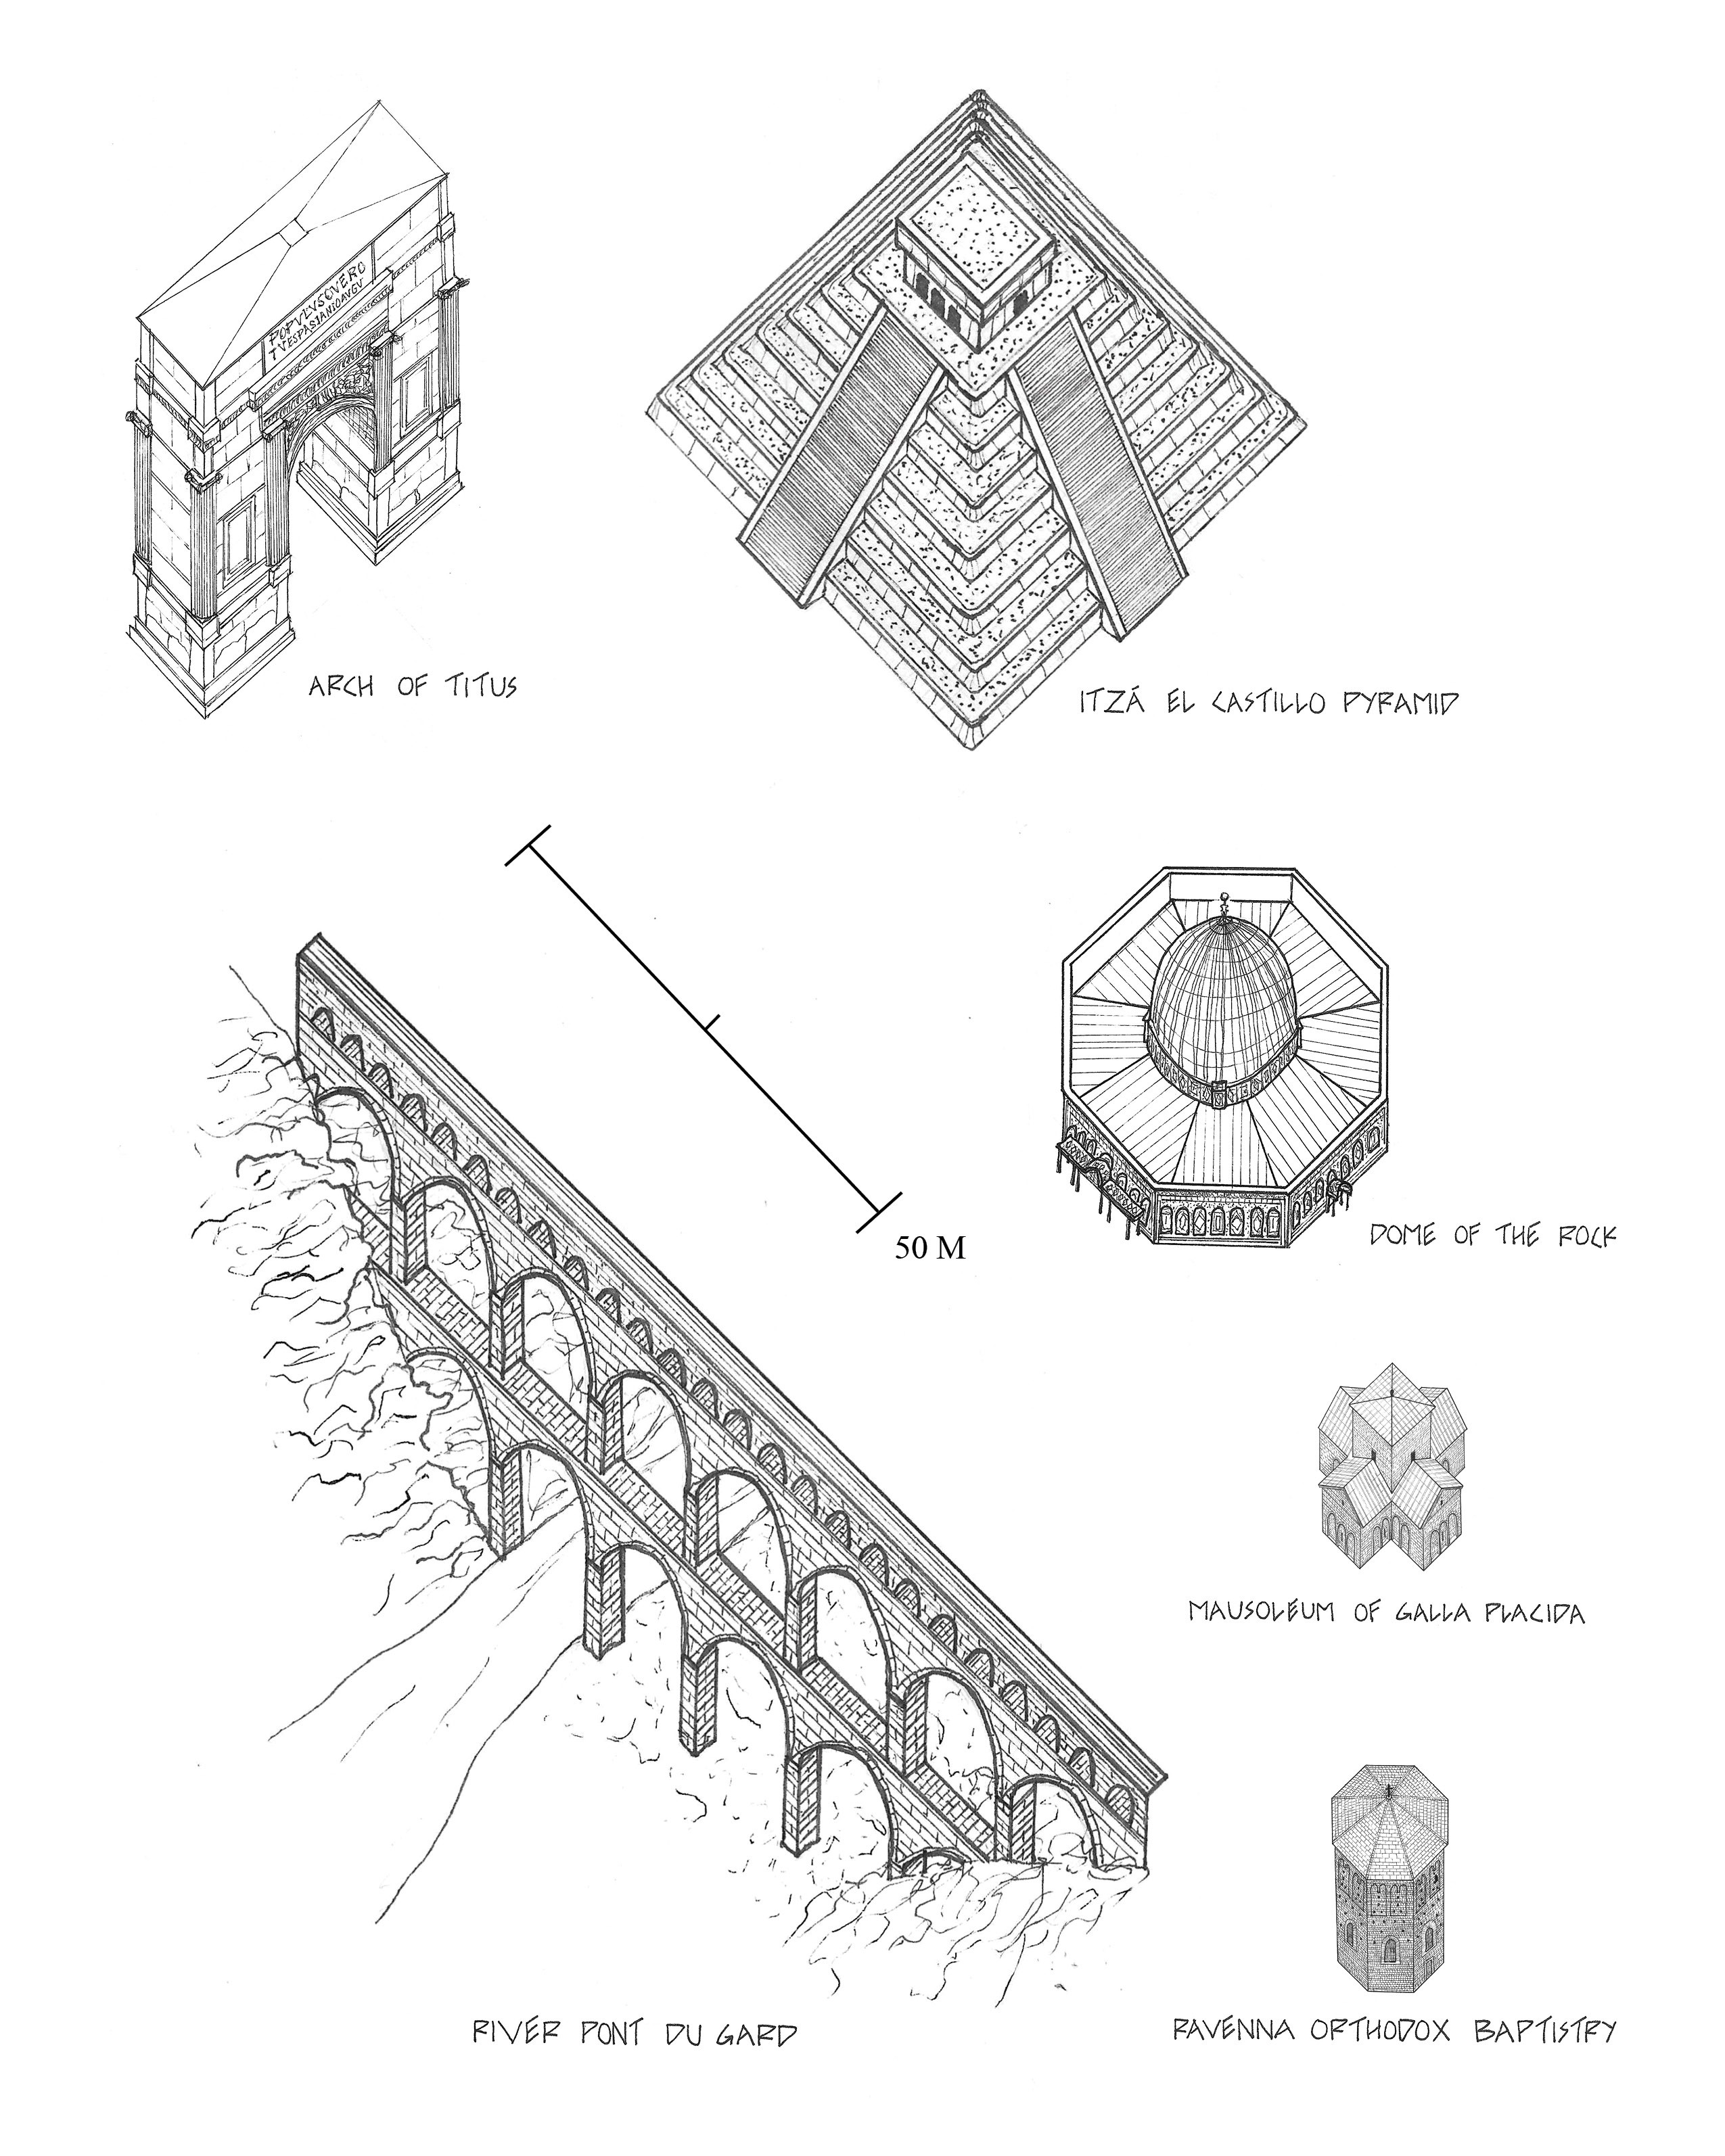 POPVLVSQVERO
TVESPASIANIOAVGV
ARCH OF TITUS
ITZÁ EL CASTILLO PYRAMID
50 M
DOME OF THE ROCK
MAUSOLEUM OF GALLA PLACIDA
RIVER PONT DU GARD
RAVENNA ORTHODOX BAPTISTRY